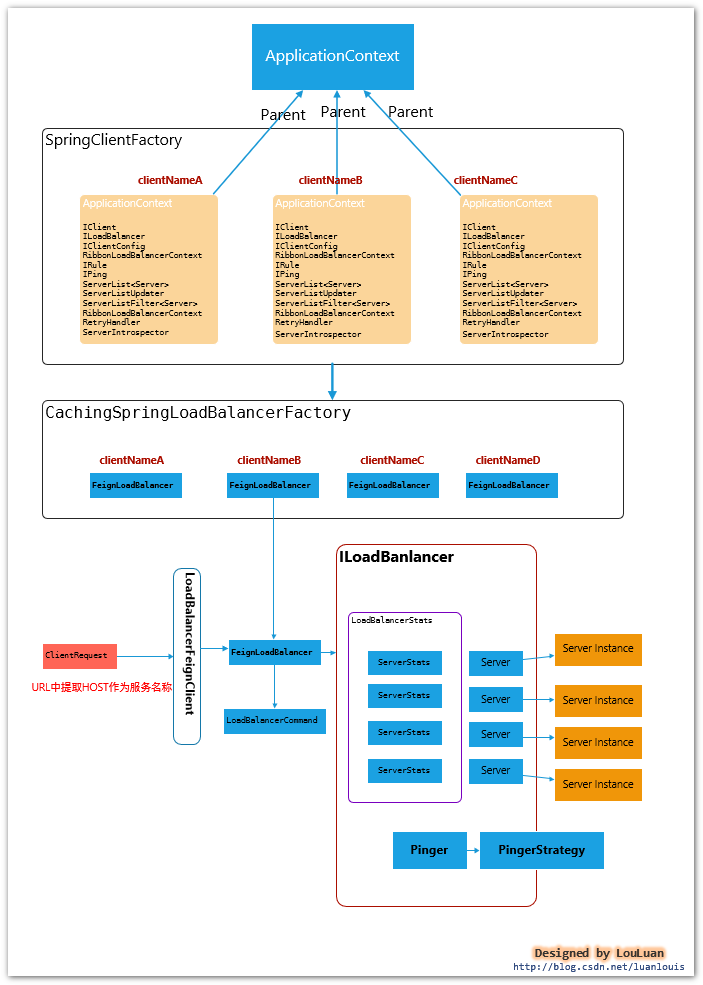 ApplicationContext
Parent
Parent
Parent
SpringClientFactory
clientNameA
clientNameB
clientNameC
ApplicationContext
IClient
ILoadBalancer
IClientConfig
RibbonLoadBalancerContext
IRule
IPing
ServerList<Server>
ServerListUpdater
ServerListFilter<Server>
RibbonLoadBalancerContext
RetryHandler
ServerIntrospector
ApplicationContext
IClient
ILoadBalancer
IClientConfig
RibbonLoadBalancerContext
IRule
IPing
ServerList<Server>
ServerListUpdater
ServerListFilter<Server>
RibbonLoadBalancerContext
RetryHandler
ServerIntrospector
ApplicationContext
IClient
ILoadBalancer
IClientConfig
RibbonLoadBalancerContext
IRule
IPing
ServerList<Server>
ServerListUpdater
ServerListFilter<Server>
RibbonLoadBalancerContext
RetryHandler
ServerIntrospector
CachingSpringLoadBalancerFactory
clientNameA
clientNameB
clientNameC
clientNameD
FeignLoadBalancer
FeignLoadBalancer
FeignLoadBalancer
FeignLoadBalancer
ILoadBanlancer
LoadBalancerFeignClient
LoadBalancerStats
ClientRequest
URL中提取HOST作为服务名称
FeignLoadBalancer
LoadBalancerCommand
ServerStats
Server
Server Instance
ServerStats
Server
Server Instance
ServerStats
Server
Server Instance
ServerStats
Server
Server Instance
Pinger
PingerStrategy
Designed by LouLuan
http://blog.csdn.net/luanlouis